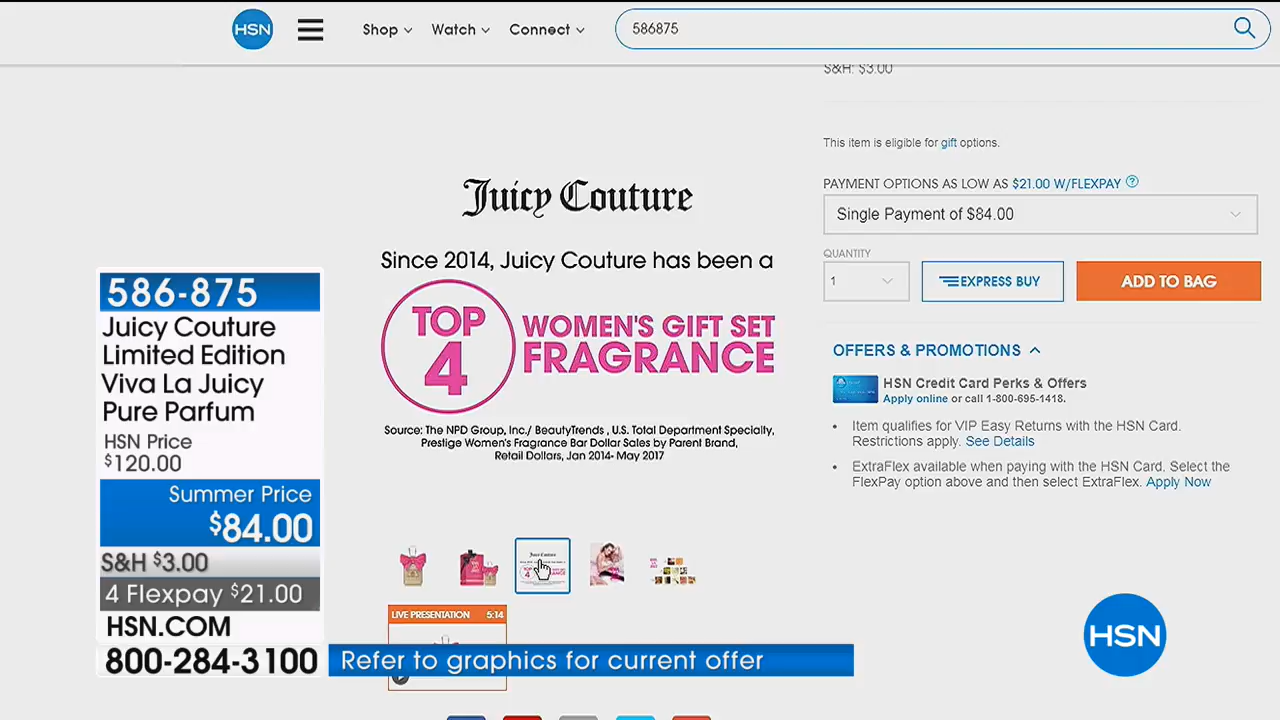 HSN
Shop
Watch
Connect
586875
S&H: $3.00
This item is eligible for gift options.
PAYMENT OPTIONS AS LOW AS $21.00 W/FLEXPAY ?
Single Payment of $84.00
QUANTITY
1
EXPRESS BUY
ADD TO BAG
OFFERS & PROMOTIONS
HSN Credit Card Perks & Offers
Apply online or call 1-800-695-1418.
• Item qualifies for VIP Easy Returns with the HSN Card.
Restrictions apply. See Details
• ExtraFlex available when paying with the HSN Card. Select the
FlexPay option above and then select ExtraFlex. Apply Now
Juicy Couture
Since 2014, Juicy Couture has been a
TOP
4
WOMEN'S GIFT SET
FRAGRANCE
Source: The NPD Group, Inc./ BeautyTrends , U.S. Total Department Specialty,
Prestige Women's Fragrance Bar Dollar Sales by Parent Brand,
Retail Dollars, Jan 2014- May 2017
586-875
Juicy Couture
Limited Edition
Viva La Juicy
Pure Parfum
HSN Price
$120.00
Summer Price
$84.00
S&H $3.00
4 Flexpay $21.00
HSN.COM
800-284-3100
LIVE PRESENTATION 5:14
Refer to graphics for current offer
HSN